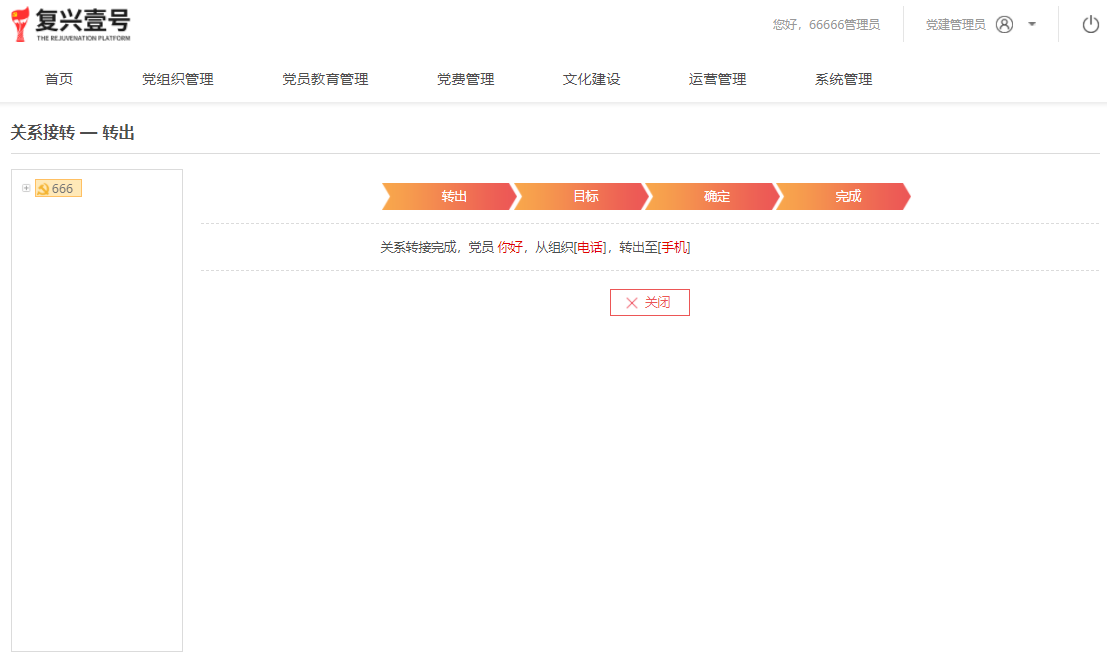 复兴壹号
THE REJUVENATION PLATFORM
您好，66666管理员
党建管理员
首页 党组织管理 党员教育管理 党费管理 文化建设 运营管理 系统管理
关系接转 — 转出
666
转出 目标 确定 完成
关系转接完成，党员 你好，从组织[电话]，转出至[手机]
关闭